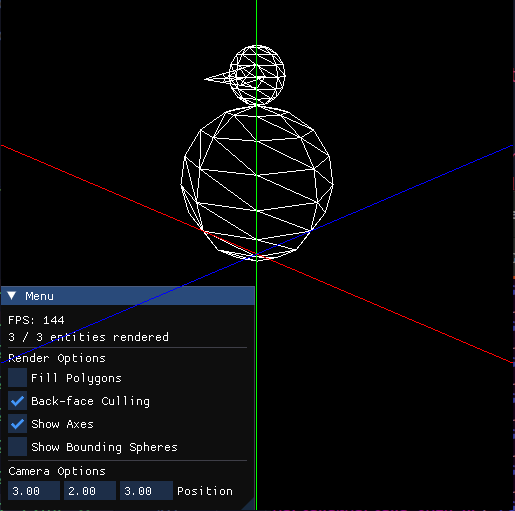 Menu
FPS: 144
3 / 3 entities rendered
Render Options
Fill Polygons
Back-face Culling
Show Axes
Show Bounding Spheres
Camera Options
3.00 2.00 3.00 Position